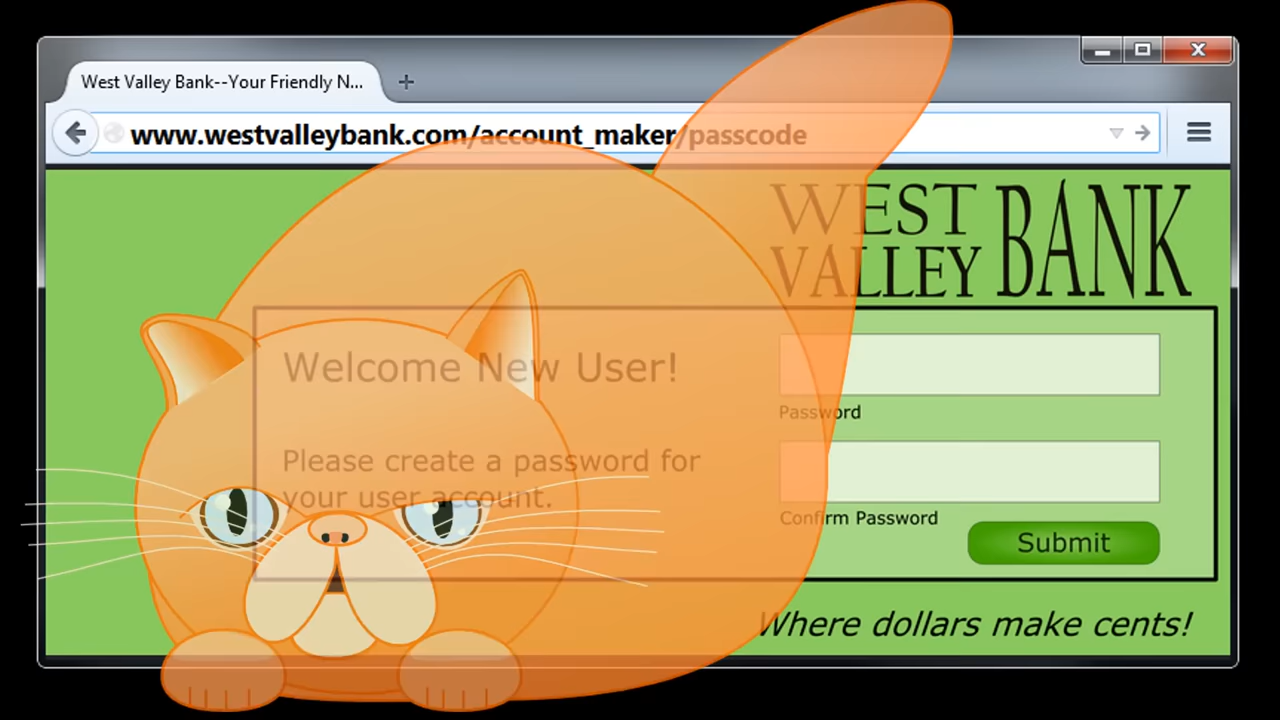 West Valley Bank--Your Friendly N...
www.westvalleybank.com/account_maker/passcode
WEST
VALLEY
BANK
Welcome New User!
Please create a password for
your user account.
Password
Confirm Password
Submit
Where dollars make cents!